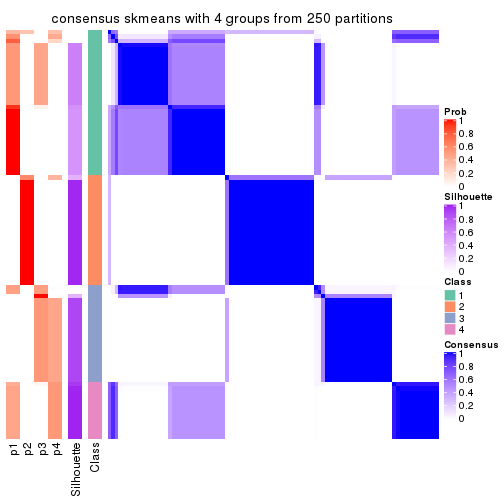 consensus skmeans with 4 groups from 250 partitions
Prob
1
0.8
0.6
0.4
0.2
0
Silhouette
1
0.8
0.6
0.4
0.2
0
Class
1
2
3
4
Consensus
1
0.8
0.6
0.4
0.2
0
p1
p2
p3
p4
Silhouette
Class